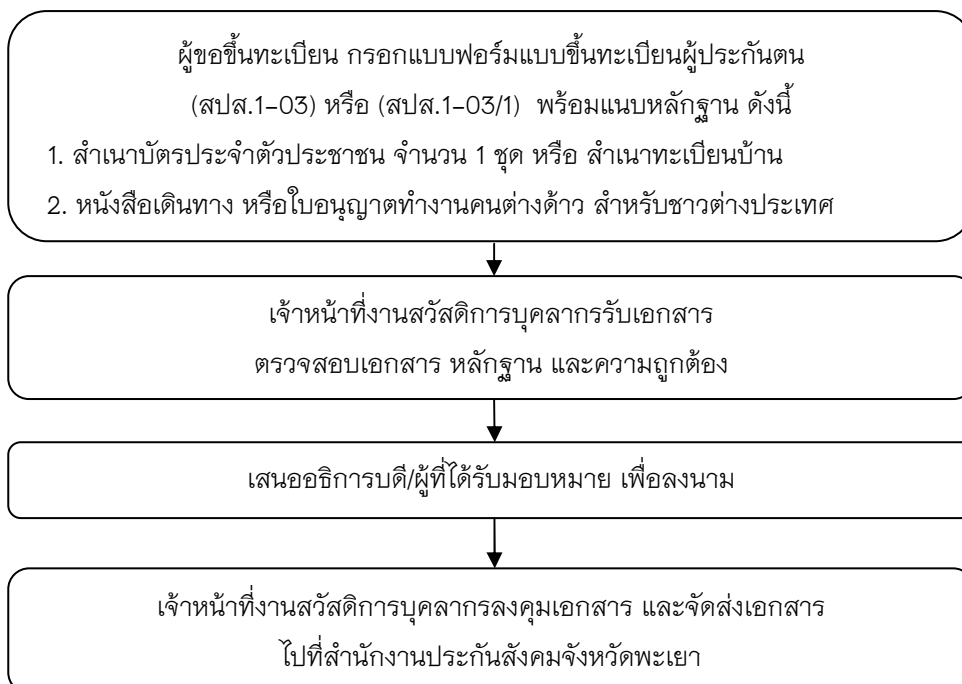 ผู้ขอขึ้นทะเบียน กรอกแบบฟอร์มแบบขึ้นทะเบียนผู้ประกันตน
(สปส.1-03) หรือ (สปส.1-03/1) พร้อมแนบหลักฐาน ดังนี้
1. สำเนาบัตรประจำตัวประชาชน จำนวน 1 ชุด หรือ สำเนาทะเบียนบ้าน
2. หนังสือเดินทาง หรือใบอนุญาตทำงานคนต่างด้าว สำหรับชาวต่างประเทศ
เจ้าหน้าที่งานสวัสดิการบุคลากรรับเอกสาร
ตรวจสอบเอกสาร หลักฐาน และความถูกต้อง
เสนออธิการบดี/ผู้ที่ได้รับมอบหมาย เพื่อลงนาม
เจ้าหน้าที่งานสวัสดิการบุคลากรลงคุมเอกสาร และจัดส่งเอกสาร
ไปที่สำนักงานประกันสังคมจังหวัดพะเยา